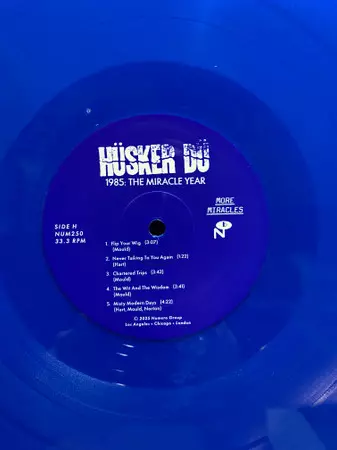 HÜSKER DÜ
1985: THE MIRACLE YEAR
SIDE H
NUM250
33.3 RPM
MORE
MIRACLES
N
1. Flip Your Wig (3:07)
(Mould)
2. Never Talking To You Again (1:22)
(Hart)
3. Chartered Trips (3:42)
(Mould)
4. The Wit And The Wisdom (3:41)
(Mould)
5. Misty Modern Days (4:22)
(Hart, Mould, Norton)
© 2025 Numero Group
Los Angeles • Chicago • London